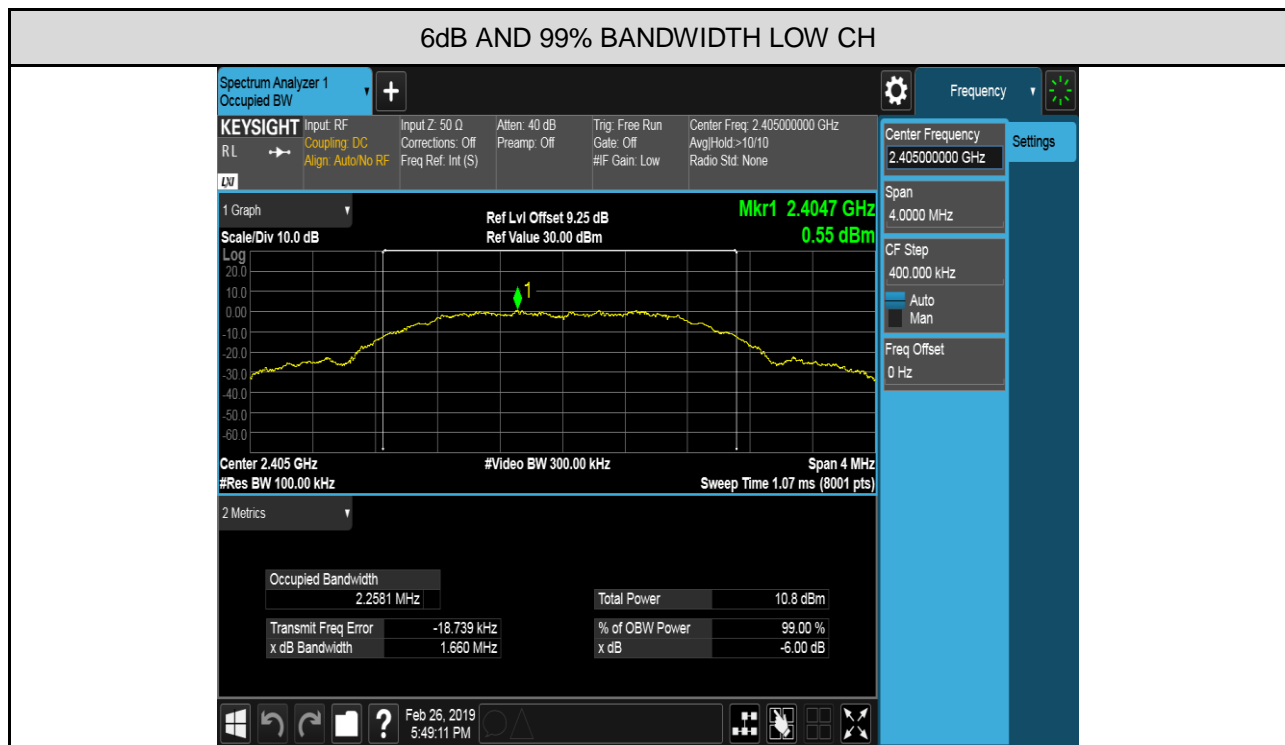 6dB AND 99% BANDWIDTH LOW CH
Spectrum Analyzer 1
Occupied BW
+
Frequency
KEYSIGHT
RL
LXI
Input: RF
Coupling: DC
Align: Auto/No RF
Input Z: 50 Ω
Corrections: Off
Freq Ref: Int (S)
Atten: 40 dB
Preamp: Off
Trig: Free Run
Gate: Off
#IF Gain: Low
Center Freq: 2.405000000 GHz
Avg|Hold:>10/10
Radio Std: None
Center Frequency
2.405000000 GHz
Settings
Span
4.0000 MHz
CF Step
400.000 kHz
Auto
Man
Freq Offset
0 Hz
1 Graph
Scale/Div 10.0 dB
Ref Lvl Offset 9.25 dB
Ref Value 30.00 dBm
Mkr1 2.4047 GHz
0.55 dBm
Log
20.0
10.0
0.00
-10.0
-20.0
-30.0
-40.0
-50.0
-60.0
1
Center 2.405 GHz
#Video BW 300.00 kHz
Span 4 MHz
#Res BW 100.00 kHz
Sweep Time 1.07 ms (8001 pts)
2 Metrics
Occupied Bandwidth
2.2581 MHz
Total Power 10.8 dBm
Transmit Freq Error -18.739 kHz
% of OBW Power 99.00 %
x dB Bandwidth 1.660 MHz
x dB -6.00 dB
?
Feb 26, 2019
5:49:11 PM